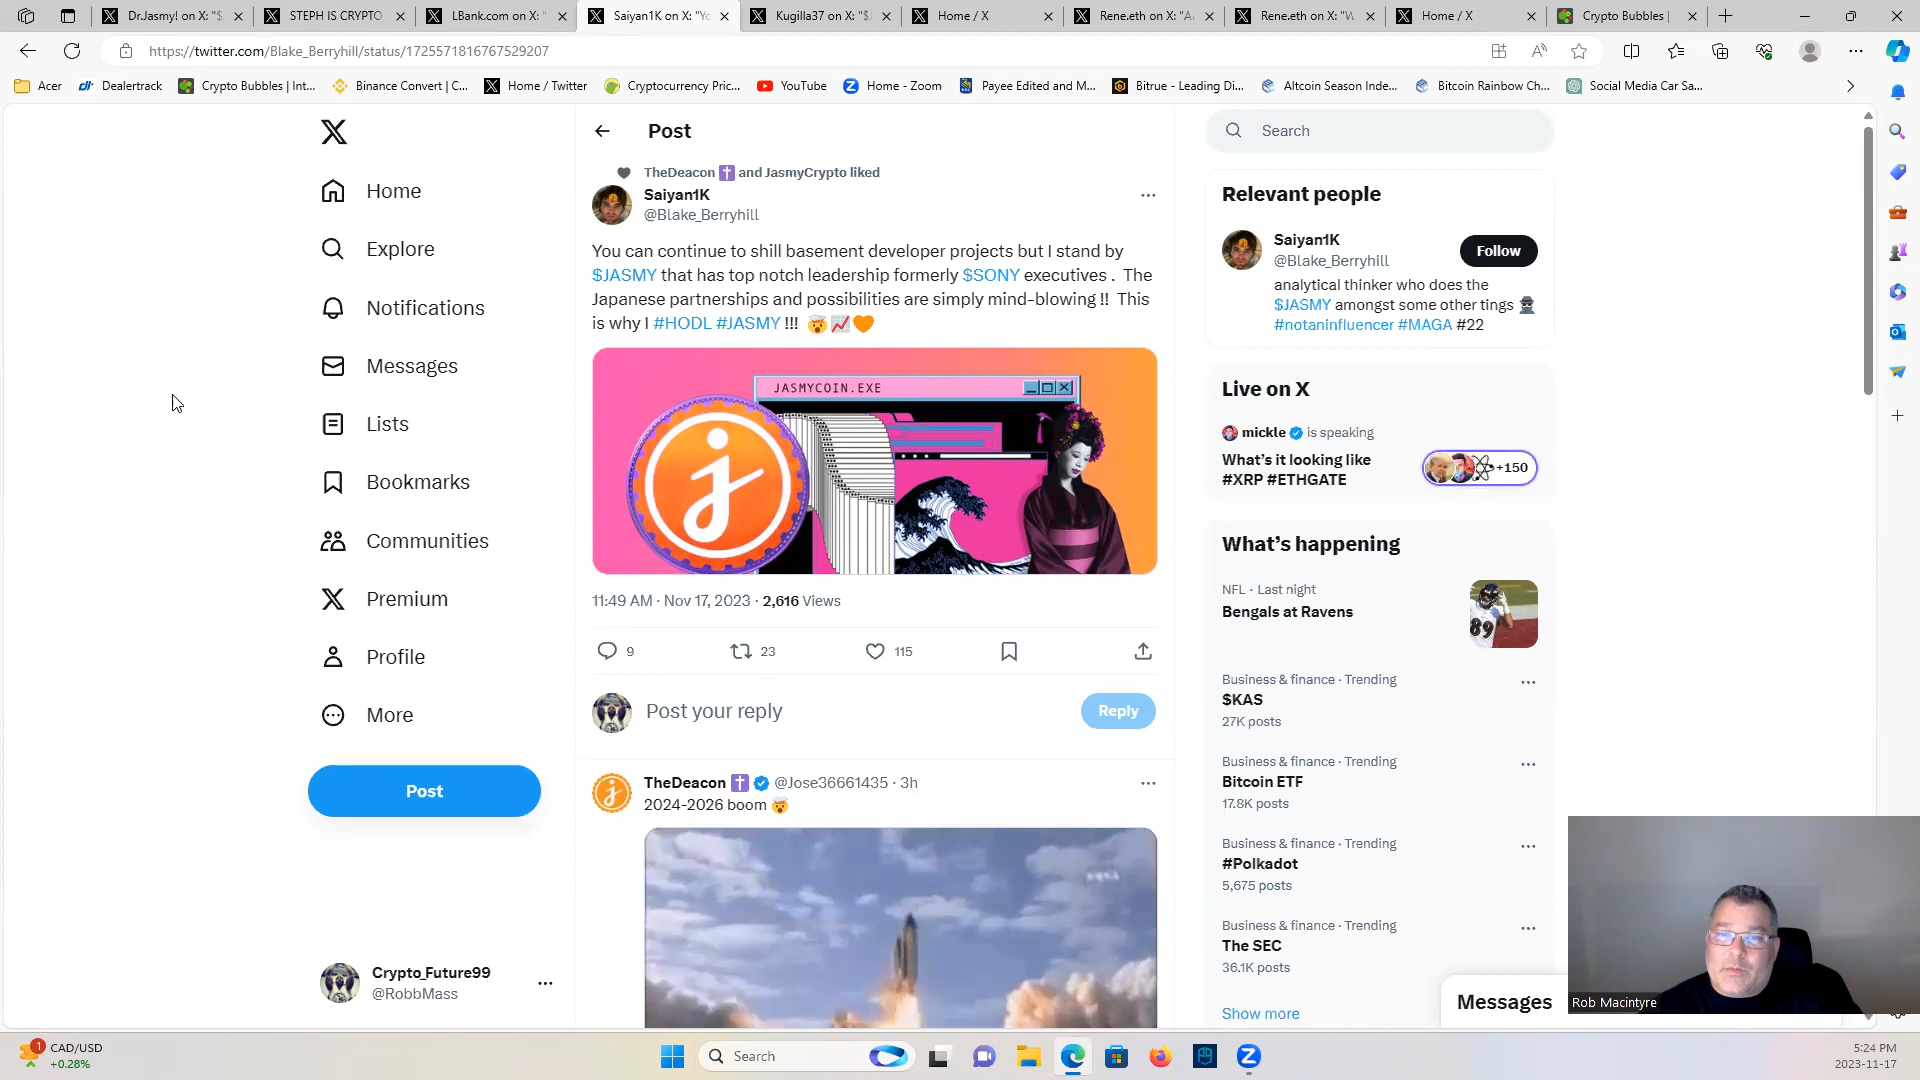 DrJasmy! on X: "$
STEPH IS CRYPTO
LBank.com on X: "
Saiyan1K on X: "Yo
Kugilla37 on X: "$J
Home / X
Rene.eth on X: "A
Rene.eth on X: "W
Home / X
Crypto Bubbles |
https://twitter.com/Blake_Berryhill/status/1725571816767529207
Acer
Dealertrack
Crypto Bubbles | Int...
Binance Convert | C...
Home / Twitter
Cryptocurrency Pric...
YouTube
Home - Zoom
Payee Edited and M...
Bitrue - Leading Di...
Altcoin Season Inde...
Bitcoin Rainbow Ch...
Social Media Car Sa...
Home
Explore
Notifications
Messages
Lists
Bookmarks
Communities
Premium
Profile
More
Post
Crypto_Future99
@RobbMass
Post
TheDeacon ✝️ and JasmyCrypto liked
Saiyan1K
@Blake_Berryhill
You can continue to shill basement developer projects but I stand by
$JASMY that has top notch leadership formerly $SONY executives . The
Japanese partnerships and possibilities are simply mind-blowing !! This
is why I #HODL #JASMY !!! 🤯📈🧡
JASMYCOIN.EXE
11:49 AM · Nov 17, 2023 · 2,616 Views
9
23
115
Post your reply
Reply
TheDeacon ✝️ @Jose36661435 · 3h
2024-2026 boom 🤯
Search
Relevant people
Saiyan1K
@Blake_Berryhill
Follow
analytical thinker who does the
$JASMY amongst some other tings
#notaninfluencer #MAGA #22
Live on X
mickle is speaking
What's it looking like
#XRP #ETHGATE
+150
What's happening
NFL · Last night
Bengals at Ravens
89
Business & finance · Trending
$KAS
27K posts
Business & finance · Trending
Bitcoin ETF
17.8K posts
Business & finance · Trending
#Polkadot
5,675 posts
Business & finance · Trending
The SEC
36.1K posts
Show more
Messages
Rob Macintyre
1
CAD/USD
+0.28%
Search
5:24 PM
2023-11-17